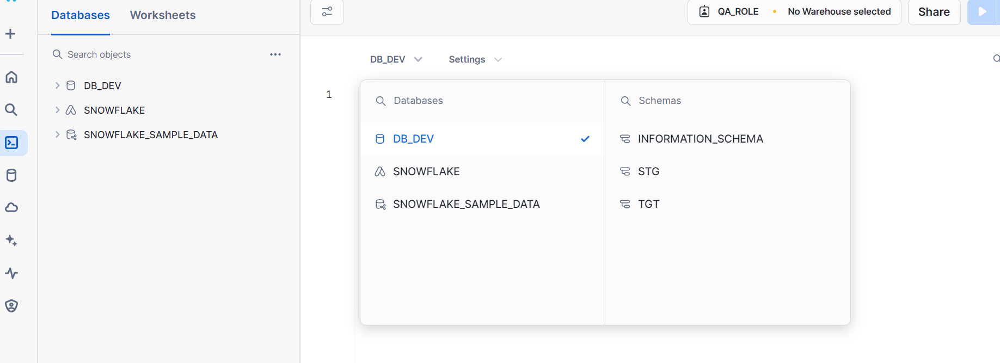 Databases Worksheets
QA_ROLE No Warehouse selected Share
Search objects
DB_DEV Settings
DB_DEV
SNOWFLAKE
SNOWFLAKE_SAMPLE_DATA
1
Databases
DB_DEV
SNOWFLAKE
SNOWFLAKE_SAMPLE_DATA
Schemas
INFORMATION_SCHEMA
STG
TGT